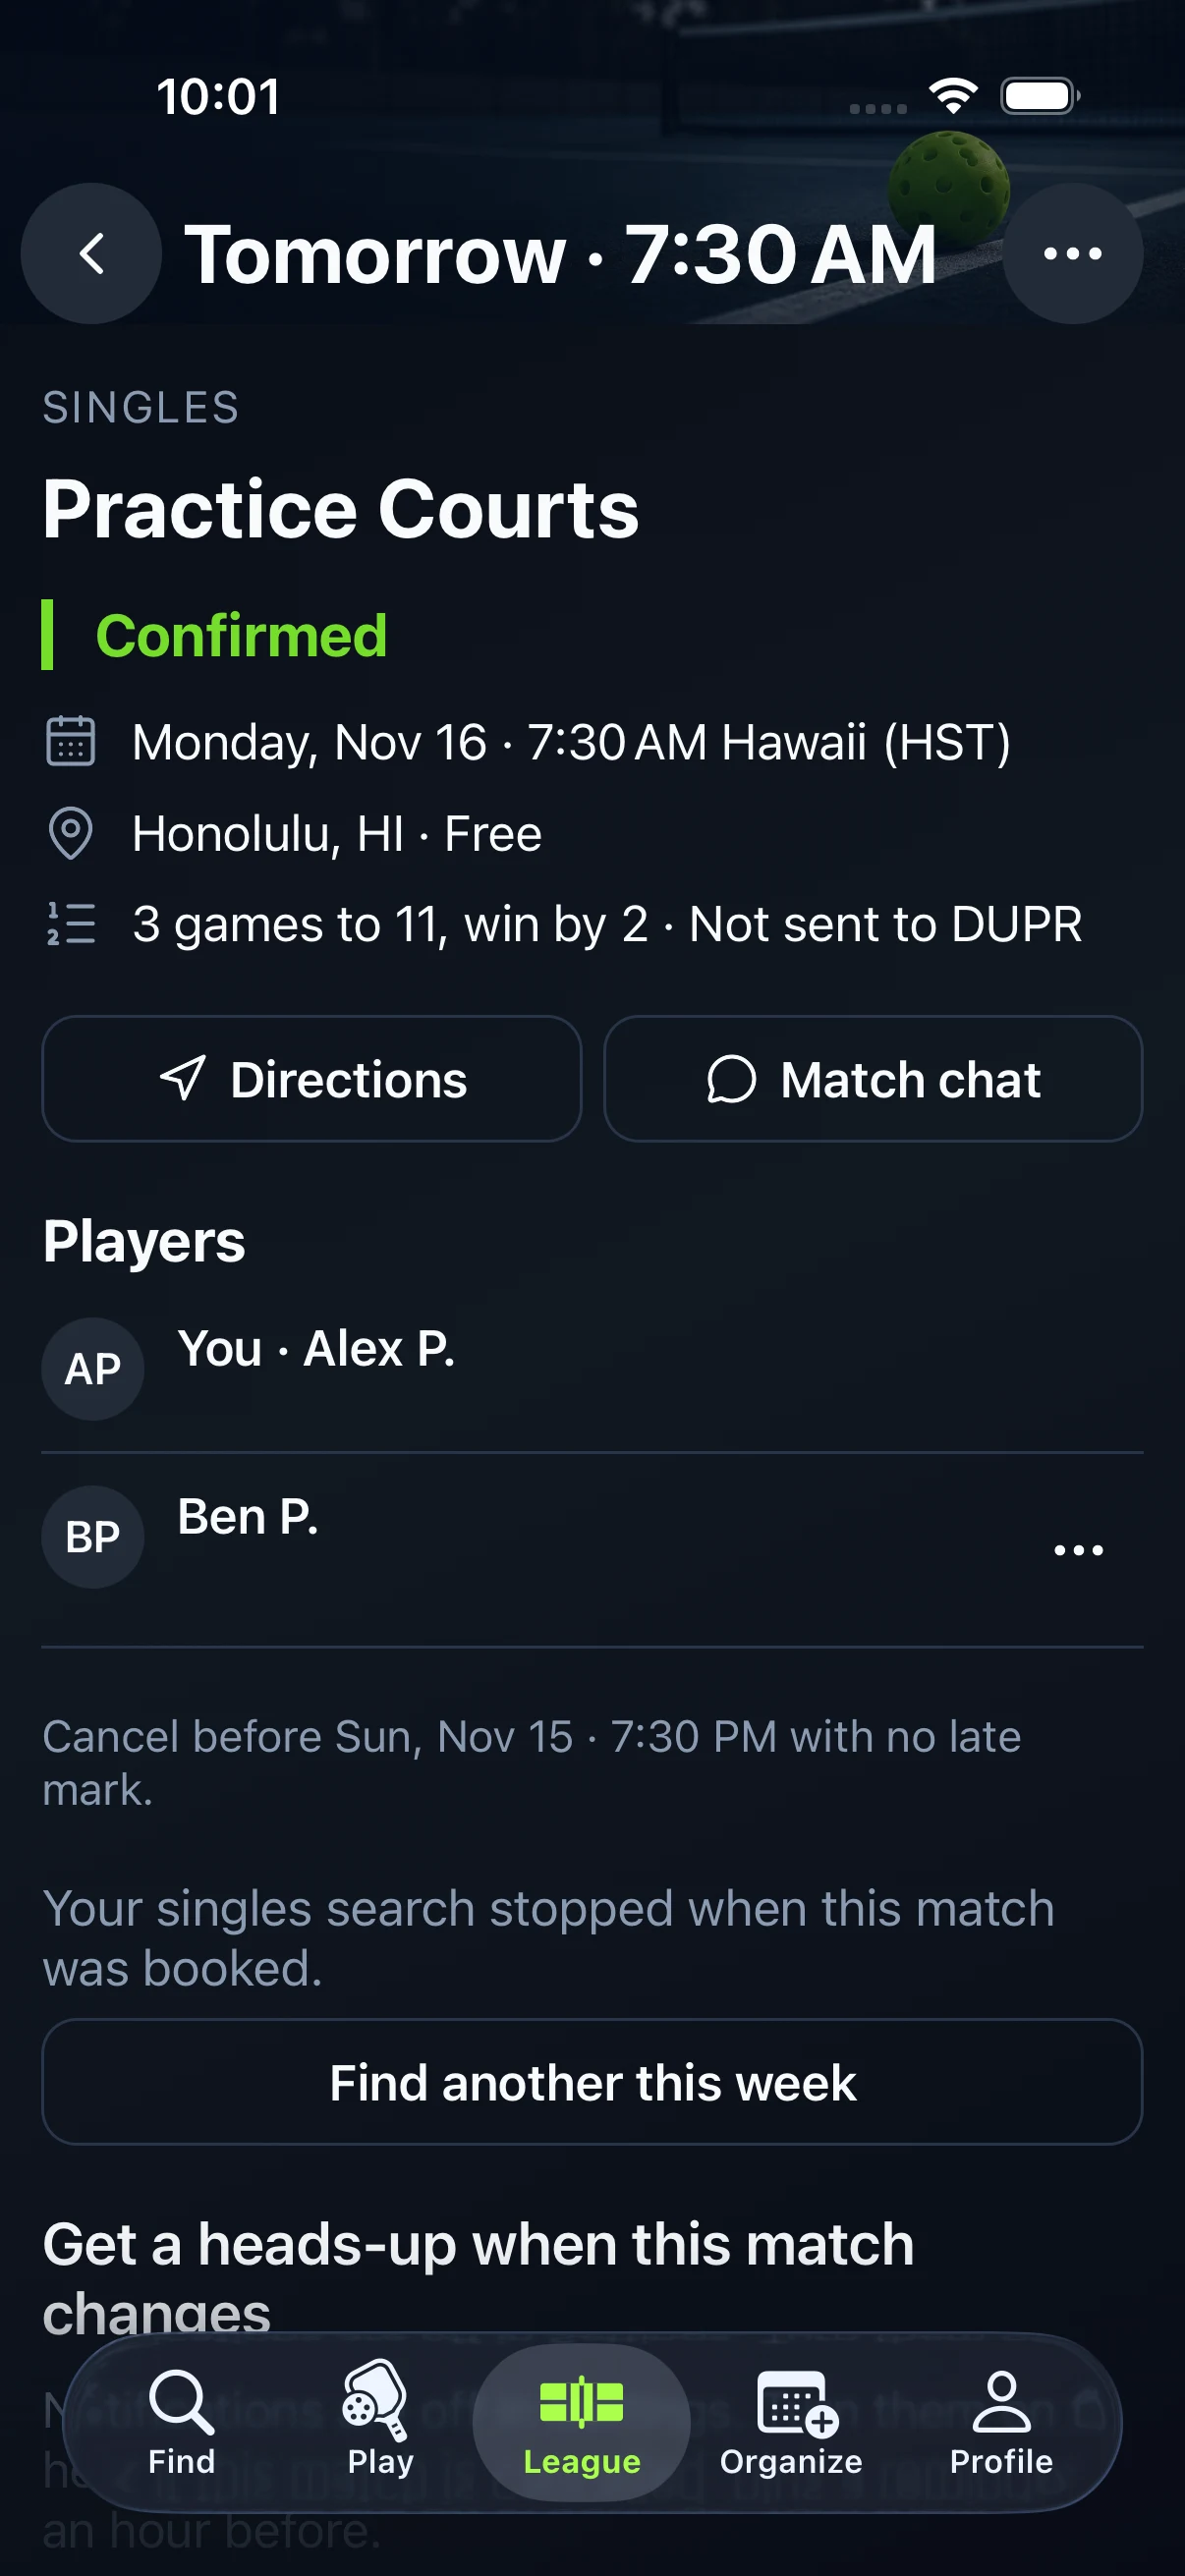 10:01
Tomorrow · 7:30 AM
SINGLES
Practice Courts
Confirmed
Monday, Nov 16 · 7:30 AM Hawaii (HST)
Honolulu, HI · Free
3 games to 11, win by 2 · Not sent to DUPR
Directions
Match chat
Players
AP
You · Alex P.
BP
Ben P.
Cancel before Sun, Nov 15 · 7:30 PM with no late
mark.
Your singles search stopped when this match
was booked.
Find another this week
Get a heads-up when this match
changes
an hour before.
Find
Play
League
Organize
Profile